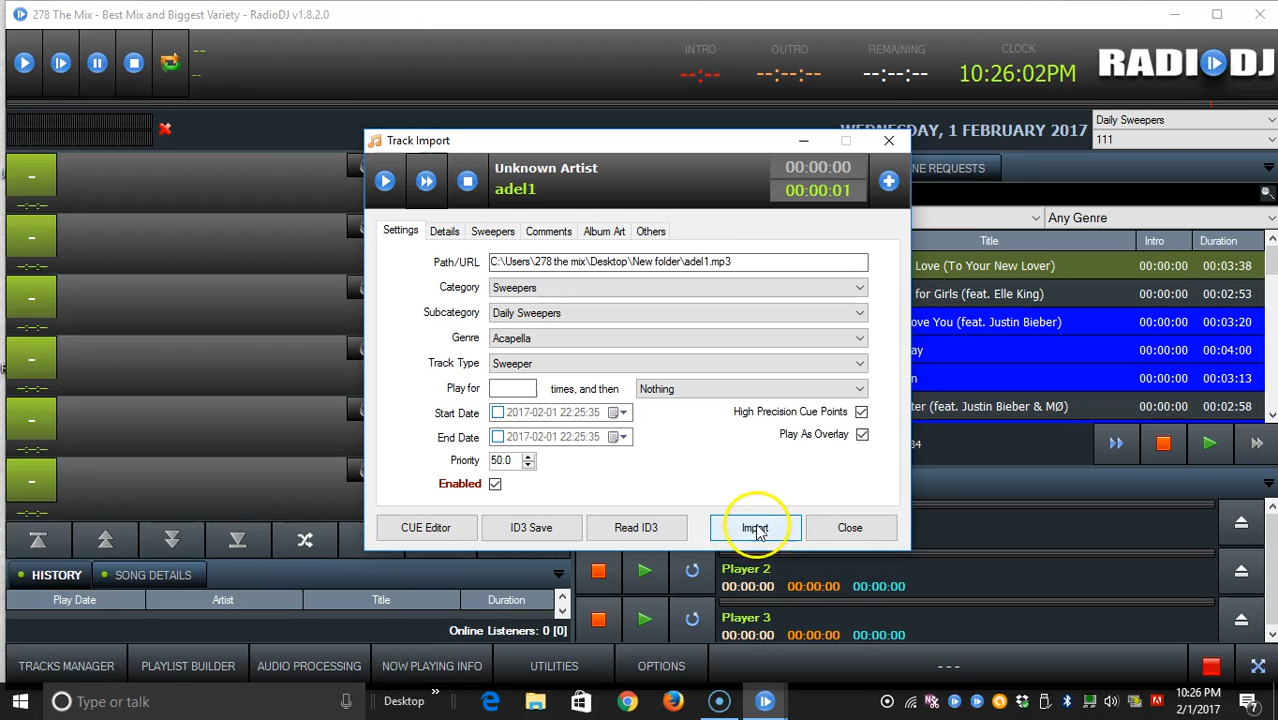 278 The Mix - Best Mix and Biggest Variety - RadioDJ v1.8.2.0
--
--
INTRO
--:--:--
OUTRO
--:--:--
REMAINING
--:--:--
CLOCK
10:26:02PM
RADIODJ
WEDNESDAY, 1 FEBRUARY 2017
Daily Sweepers
111
Track Import
Unknown Artist
adel1
00:00:00
00:00:01
Settings
Details
Sweepers
Comments
Album Art
Others
Path/URL C:\Users\278 the mix\Desktop\New folder\adel1.mp3
Category Sweepers
Subcategory Daily Sweepers
Genre Acapella
Track Type Sweeper
Play for times, and then Nothing
Start Date 2017-02-01 22:25:35
High Precision Cue Points
End Date 2017-02-01 22:25:35
Play As Overlay
Priority 50.0
Enabled
CUE Editor
ID3 Save
Read ID3
Import
Close
NE REQUESTS
Any Genre
Title Intro Duration
Love (To Your New Lover) 00:00:00 00:03:38
for Girls (feat. Elle King) 00:00:00 00:02:53
ove You (feat. Justin Bieber) 00:00:00 00:03:20
ay 00:00:00 00:04:00
n 00:00:00 00:03:13
ter (feat. Justin Bieber & MØ) 00:00:00 00:02:58
34
-
--:--
-
--:--
-
--:--
-
--:--
-
--:--
-
--:--
HISTORY
SONG DETAILS
Play Date Artist Title Duration
Online Listeners: 0 [0]
Player 2
00:00:00 00:00:00 00:00:00
Player 3
00:00:00 00:00:00 00:00:00
TRACKS MANAGER
PLAYLIST BUILDER
AUDIO PROCESSING
NOW PLAYING INFO
UTILITIES
OPTIONS
---
Type or talk
Desktop
10:26 PM
2/1/2017
7